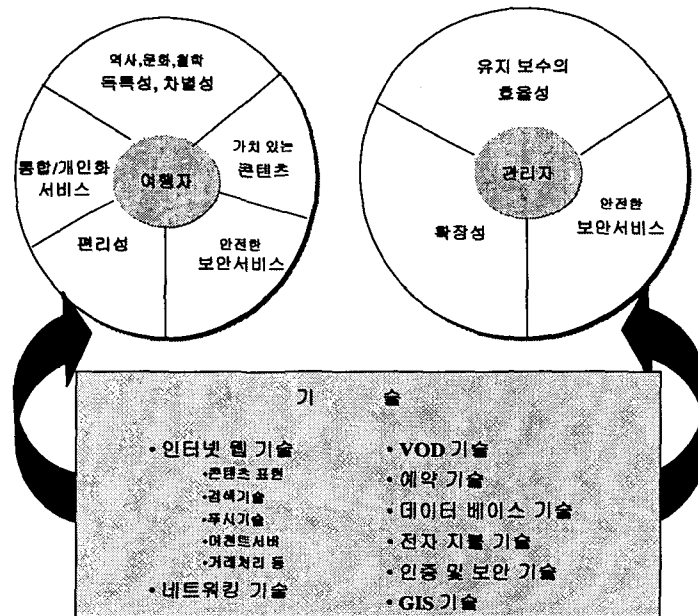 역사,문화,철학
독특성, 차별성
가치 있는
콘텐츠
안전한
보안서비스
편리성
통합/개인화
서비스
여행자
유지 보수의
효율성
안전한
보안서비스
확장성
관리자
기 술
• 인터넷 웹 기술
•콘텐츠 표현
•검색기술
•푸시기술
•에젼트서버
•거래처리 등
• 네트워킹 기술
• VOD 기술
• 예약 기술
• 데이터 베이스 기술
• 전자 지불 기술
• 인증 및 보안 기술
• GIS 기술